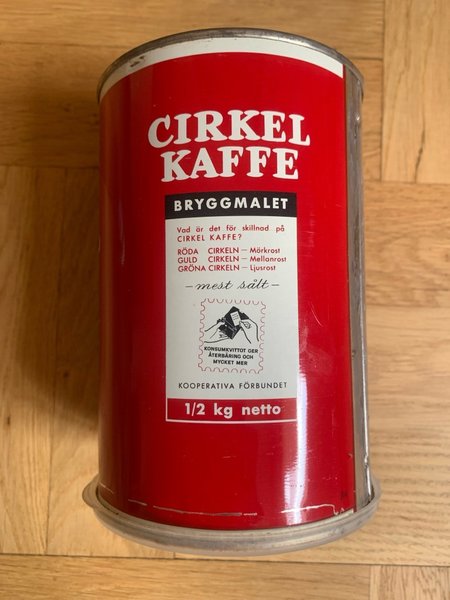 CIRKEL
KAFFE
BRYGGMALET
Vad är det för skillnad på
CIRKEL KAFFE?
RÖDA CIRKELN — Mörkrost
GULD CIRKELN — Mellanrost
GRÖNA CIRKELN — Ljusrost
— mest sålt —
KONSUMKVITTOT GER
ÅTERBÄRING OCH
MYCKET MER
KOOPERATIVA FÖRBUNDET
1/2 kg netto